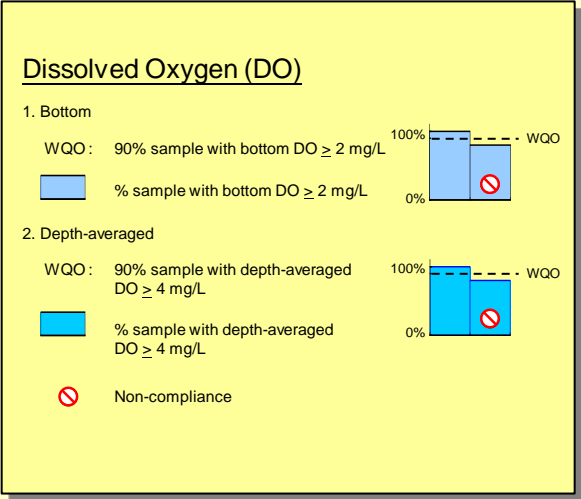 Dissolved Oxygen (DO)
1. Bottom
WQO : 90% sample with bottom DO ≥ 2 mg/L
% sample with bottom DO ≥ 2 mg/L
100%
WQO
0%
2. Depth-averaged
WQO : 90% sample with depth-averaged
DO ≥ 4 mg/L
% sample with depth-averaged
DO ≥ 4 mg/L
100%
WQO
0%
Non-compliance